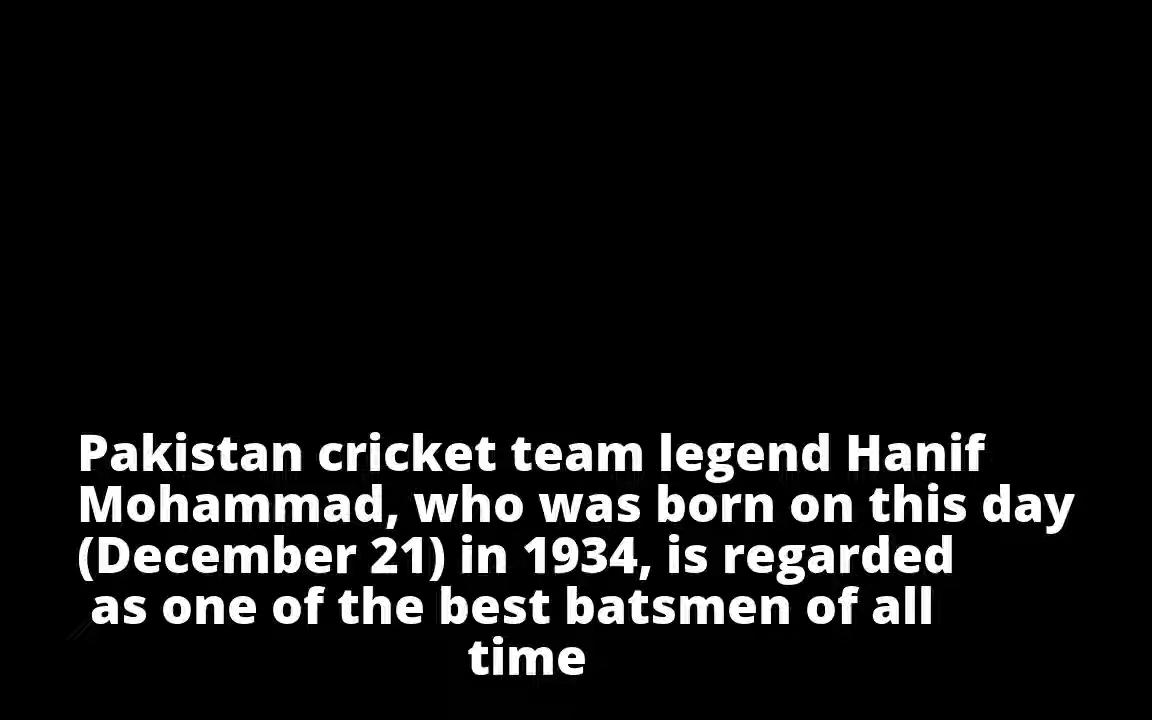 Pakistan cricket team legend Hanif
Mohammad, who was born on this day
(December 21) in 1934, is regarded
as one of the best batsmen of all
time